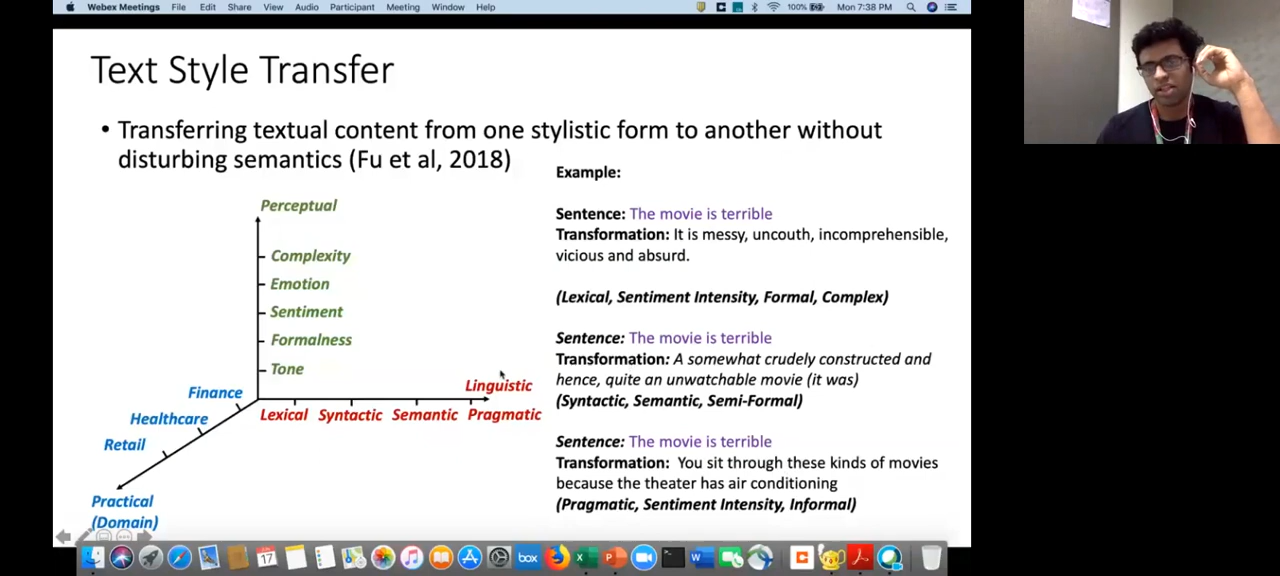 Webex Meetings File Edit Share View Audio Participant Meeting Window Help 100% Mon 7:38 PM
Text Style Transfer
• Transferring textual content from one stylistic form to another without
disturbing semantics (Fu et al, 2018)
Perceptual
Complexity
Emotion
Sentiment
Formalness
Tone
Finance
Healthcare
Retail
Practical
(Domain)
Linguistic
Lexical Syntactic Semantic Pragmatic
Example:
Sentence: The movie is terrible
Transformation: It is messy, uncouth, incomprehensible,
vicious and absurd.
(Lexical, Sentiment Intensity, Formal, Complex)
Sentence: The movie is terrible
Transformation: A somewhat crudely constructed and
hence, quite an unwatchable movie (it was)
(Syntactic, Semantic, Semi-Formal)
Sentence: The movie is terrible
Transformation: You sit through these kinds of movies
because the theater has air conditioning
(Pragmatic, Sentiment Intensity, Informal)
17
box